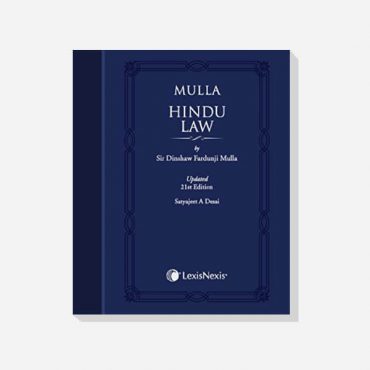 MULLA
HINDU
LAW
by
Sir Dinshaw Fardunji Mulla
Updated
21st Edition
Satyajeet A Desai
LexisNexis®